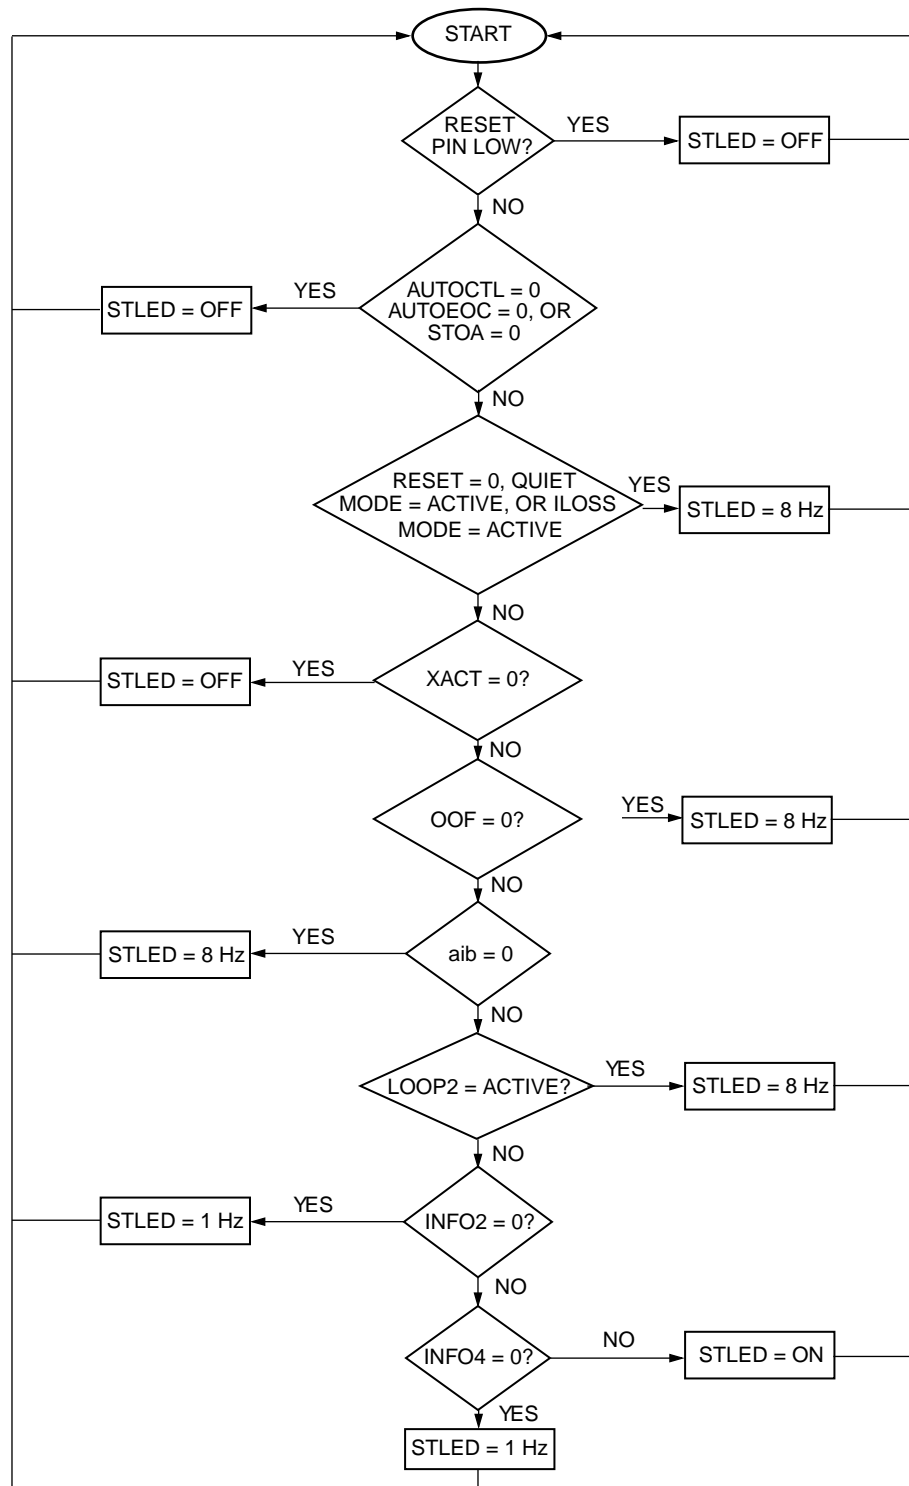 START
RESET
PIN LOW?
YES
STLED = OFF
NO
AUTOCTL = 0
AUTOEOC = 0, OR
STOA = 0
YES
STLED = OFF
NO
RESET = 0, QUIET
MODE = ACTIVE, OR ILOSS
MODE = ACTIVE
YES
STLED = 8 Hz
NO
XACT = 0?
YES
STLED = OFF
NO
OOF = 0?
YES
STLED = 8 Hz
NO
aib = 0
YES
STLED = 8 Hz
NO
LOOP2 = ACTIVE?
YES
STLED = 8 Hz
NO
INFO2 = 0?
YES
STLED = 1 Hz
NO
INFO4 = 0?
NO
STLED = ON
YES
STLED = 1 Hz